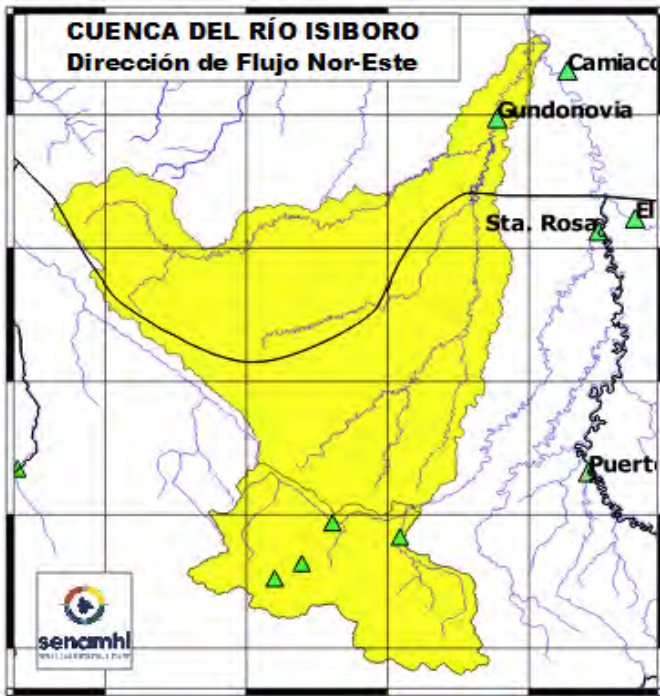 CUENCA DEL RÍO ISIBORO
Dirección de Flujo Nor-Este
Camiaco
Gundonovia
El
Sta. Rosa
Puerto
senamhi